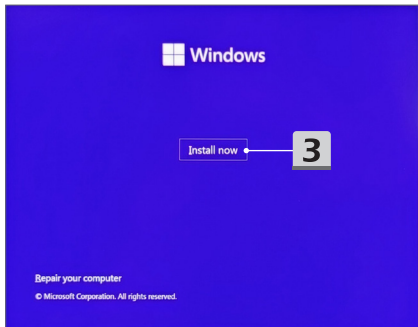 Windows
Install now
3
Repair your computer
© Microsoft Corporation. All rights reserved.